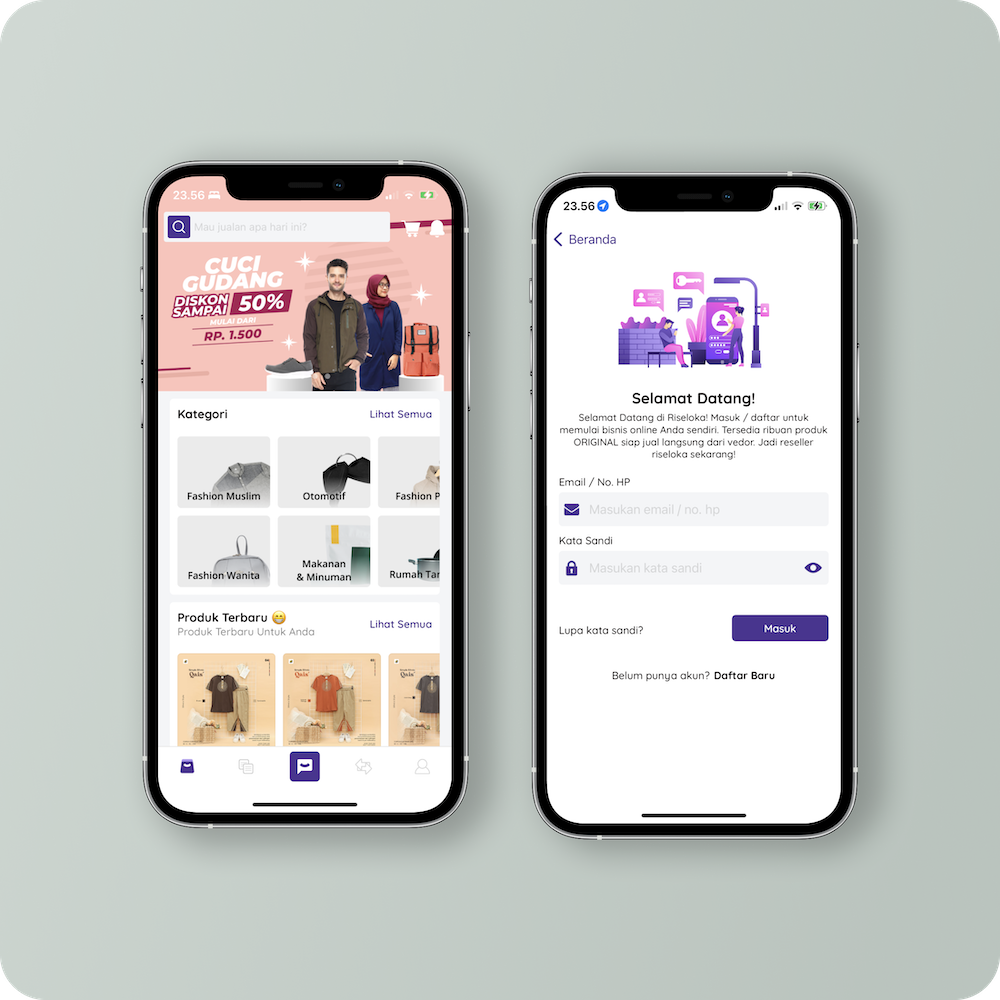 23.56
Mau jualan apa hari ini?
CUCI
GUDANG
DISKON
SAMPAI 50%
MULAI DARI
RP. 1.500
Kategori Lihat Semua
Fashion Muslim Otomotif Fashion P
Fashion Wanita Makanan
& Minuman Rumah Tan
Produk Terbaru 😁
Produk Terbaru Untuk Anda Lihat Semua
Qala Qala Qala
23.56
Beranda
Selamat Datang!
Selamat Datang di Riseloka! Masuk / daftar untuk
memulai bisnis online Anda sendiri. Tersedia ribuan produk
ORIGINAL siap jual langsung dari vedor. Jadi reseller
riseloka sekarang!
Email / No. HP
Masukan email / no. hp
Kata Sandi
Masukan kata sandi
Lupa kata sandi? Masuk
Belum punya akun? Daftar Baru